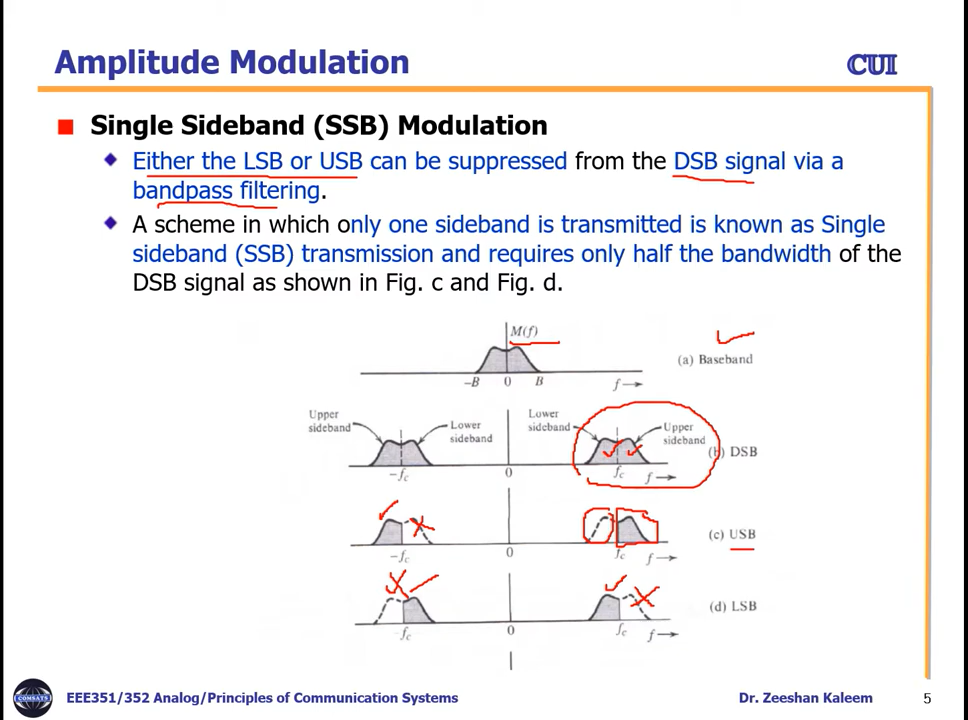 Amplitude Modulation
CUI
Single Sideband (SSB) Modulation
Either the LSB or USB can be suppressed from the DSB signal via a
bandpass filtering.
A scheme in which only one sideband is transmitted is known as Single
sideband (SSB) transmission and requires only half the bandwidth of the
DSB signal as shown in Fig. c and Fig. d.
M(f)
(a) Baseband
-B 0 B f→
Upper
sideband
Lower
sideband
Lower
sideband
Upper
sideband
(b) DSB
-fc 0 fc f→
(c) USB
-fc 0 fc f→
(d) LSB
fc 0 fc f→
COMSATS
EEE351/352 Analog/Principles of Communication Systems
Dr. Zeeshan Kaleem
5